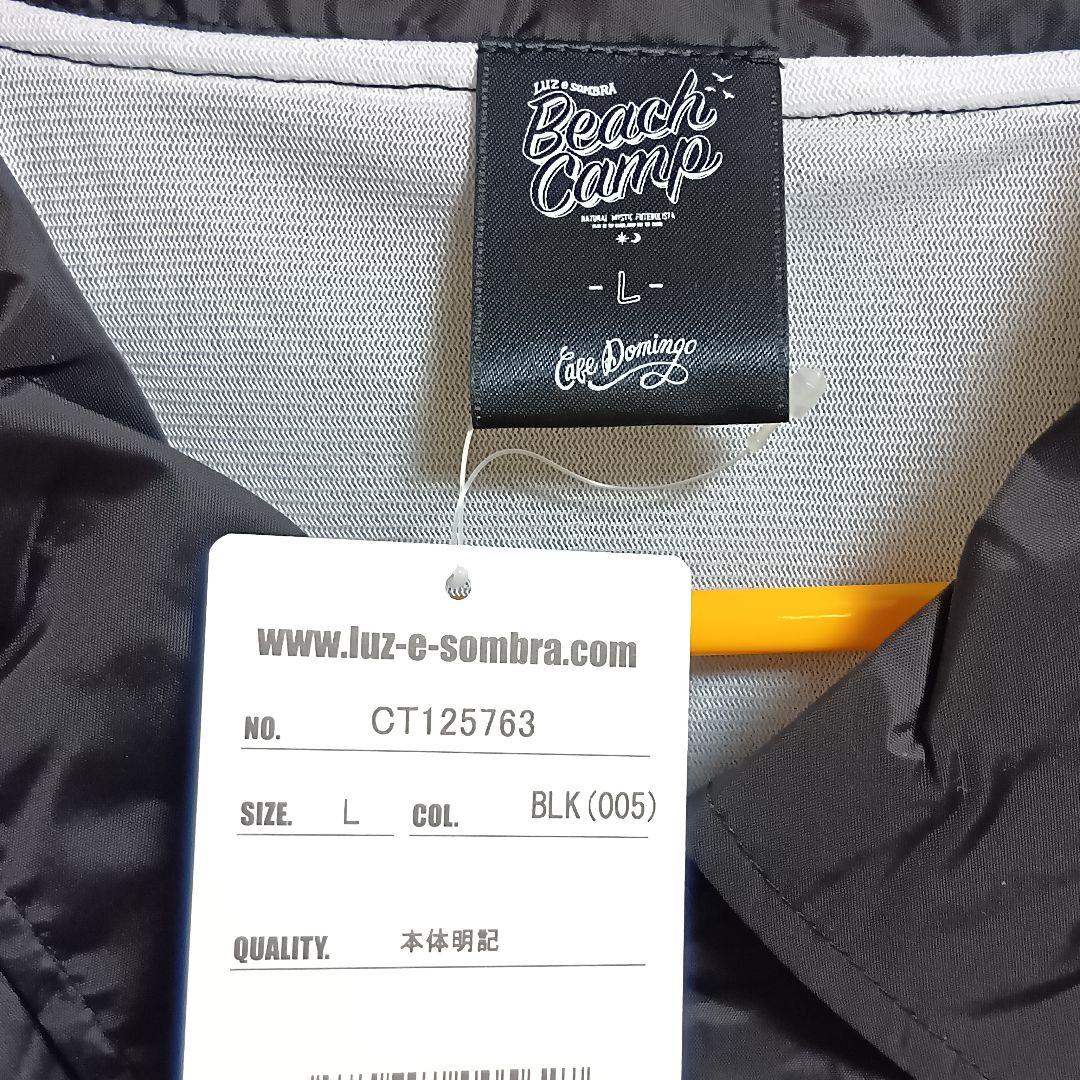 LUZ e SOMBRA
Beach
Camp
NATURAL MYSTIC FUTEBOLISTA
- L -
Cafe Domingo
www.luz-e-sombra.com
NO. CT125763
SIZE. L COL. BLK(005)
QUALITY. 本体明記